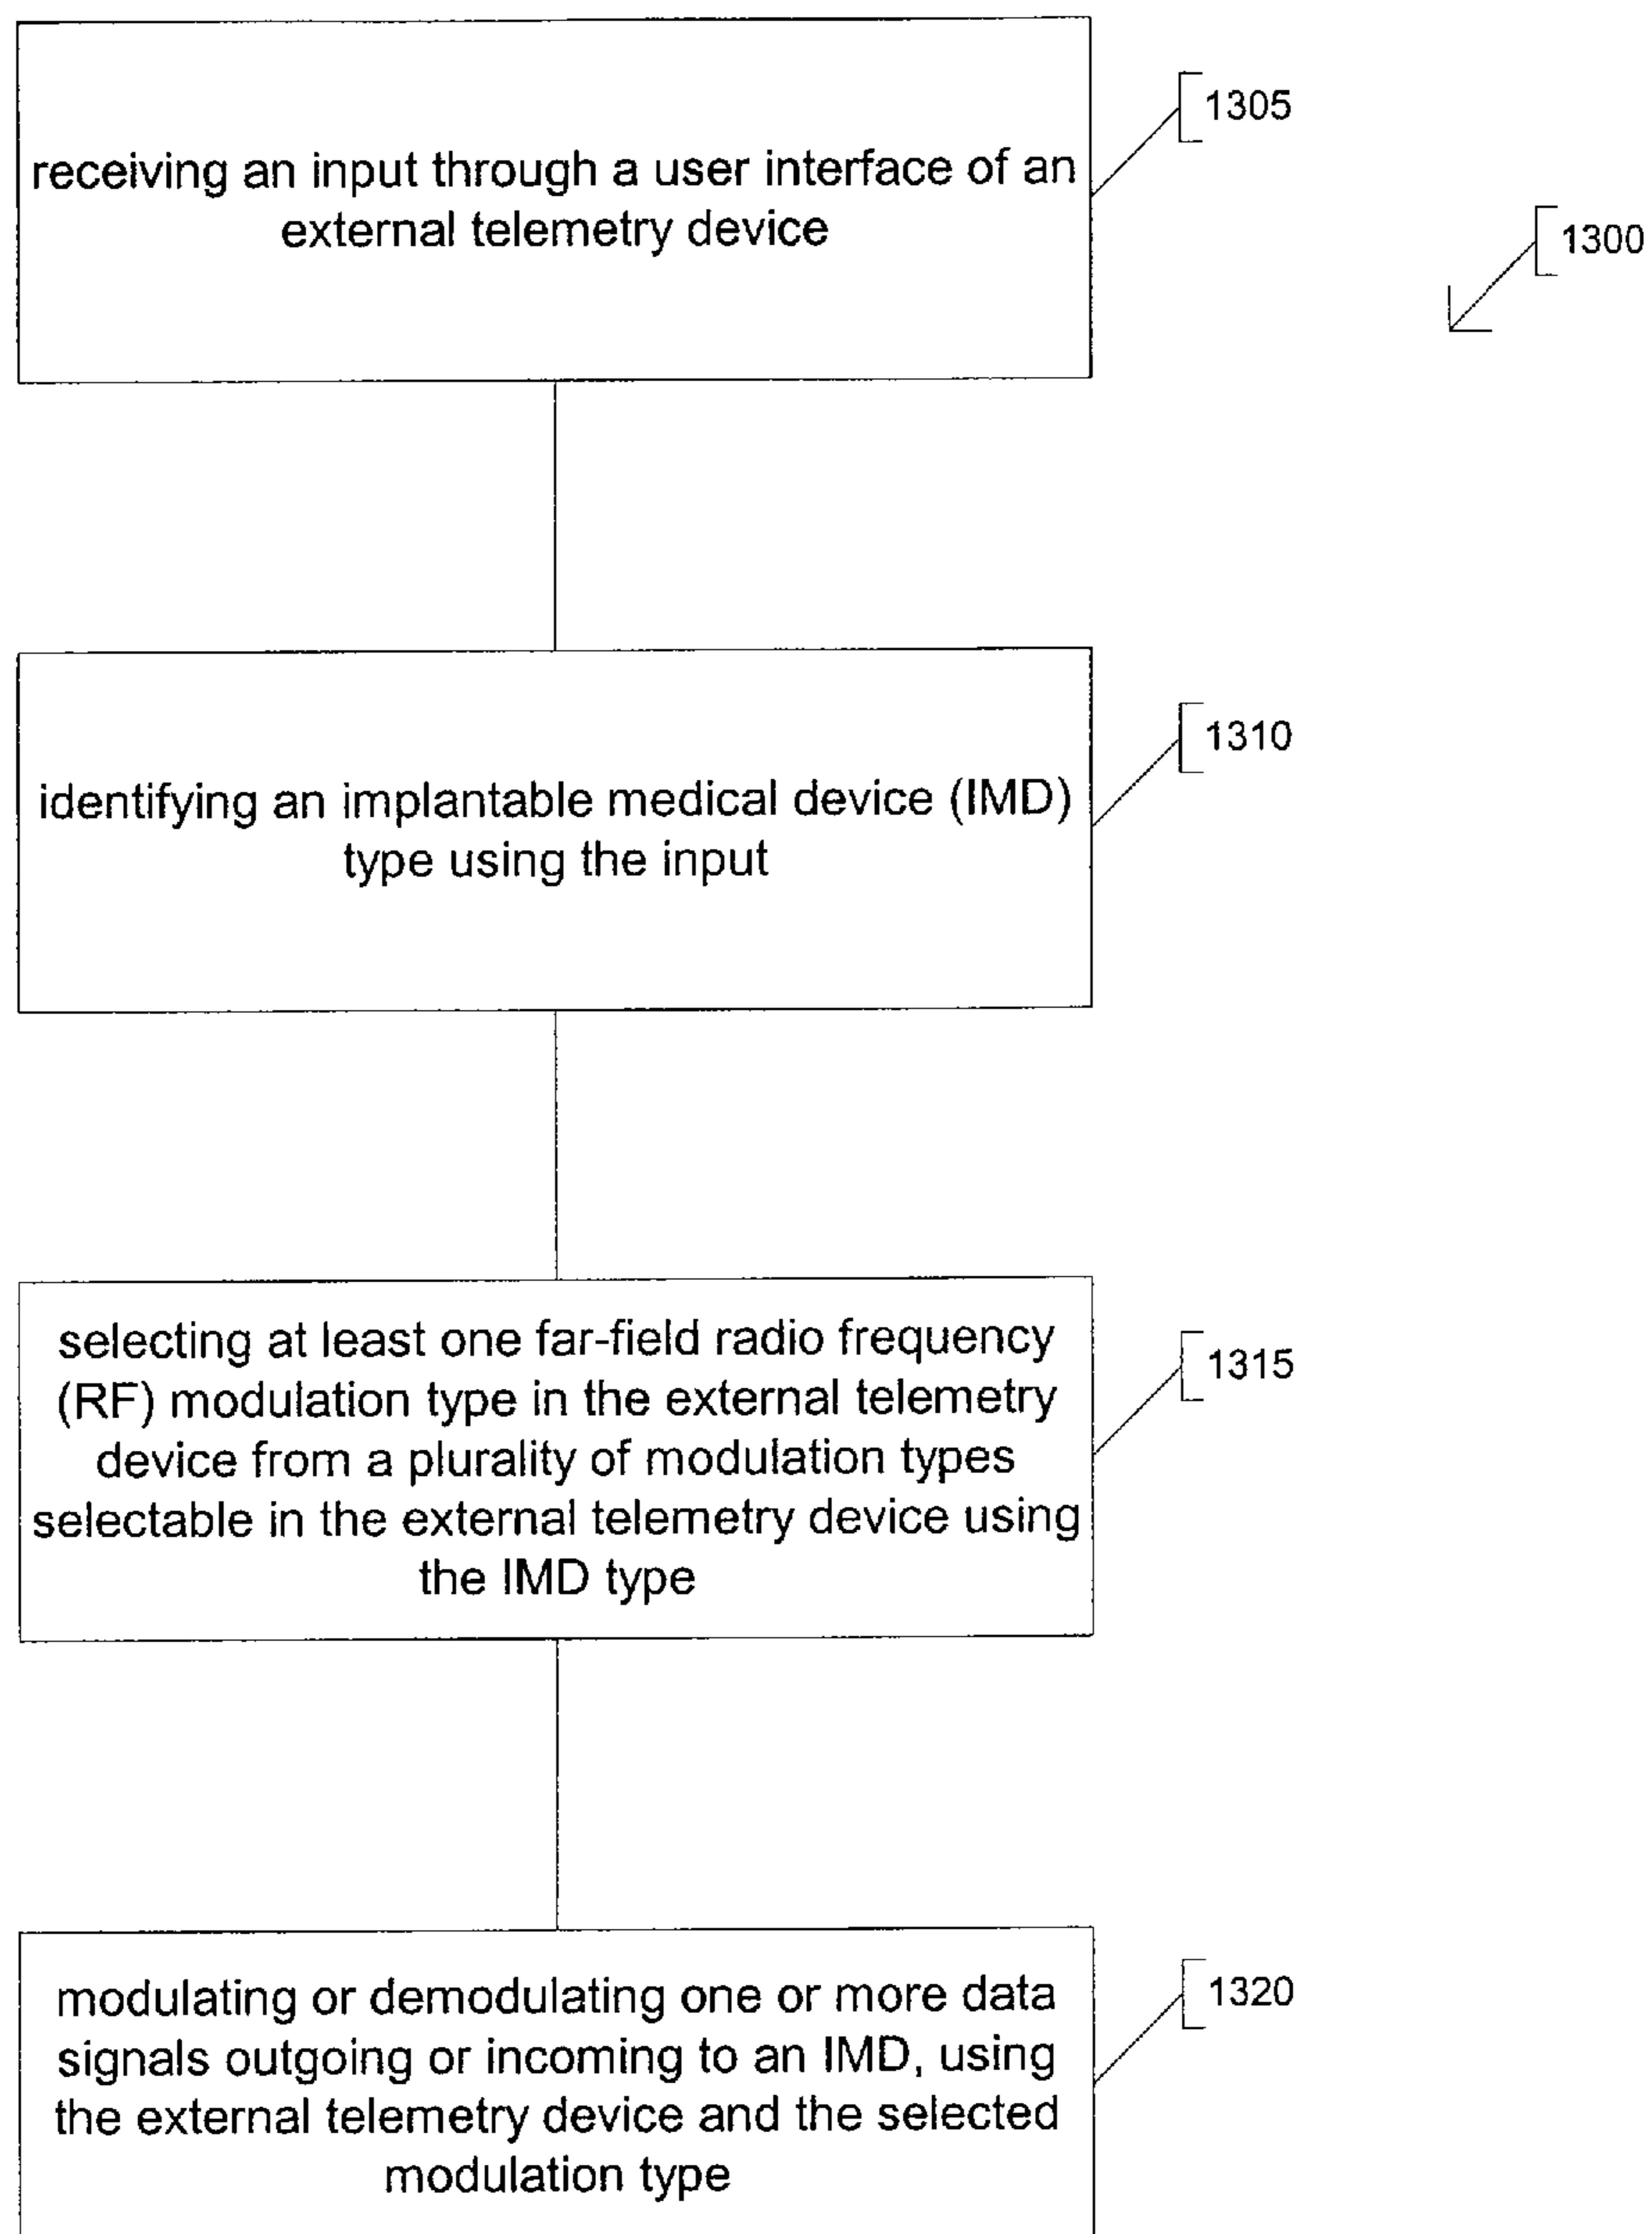 receiving an input through a user interface of an
external telemetry device
1305
1300
identifying an implantable medical device (IMD)
type using the input
1310
selecting at least one far-field radio frequency
(RF) modulation type in the external telemetry
device from a plurality of modulation types
selectable in the external telemetry device using
the IMD type
1315
modulating or demodulating one or more data
signals outgoing or incoming to an IMD, using
the external telemetry device and the selected
modulation type
1320